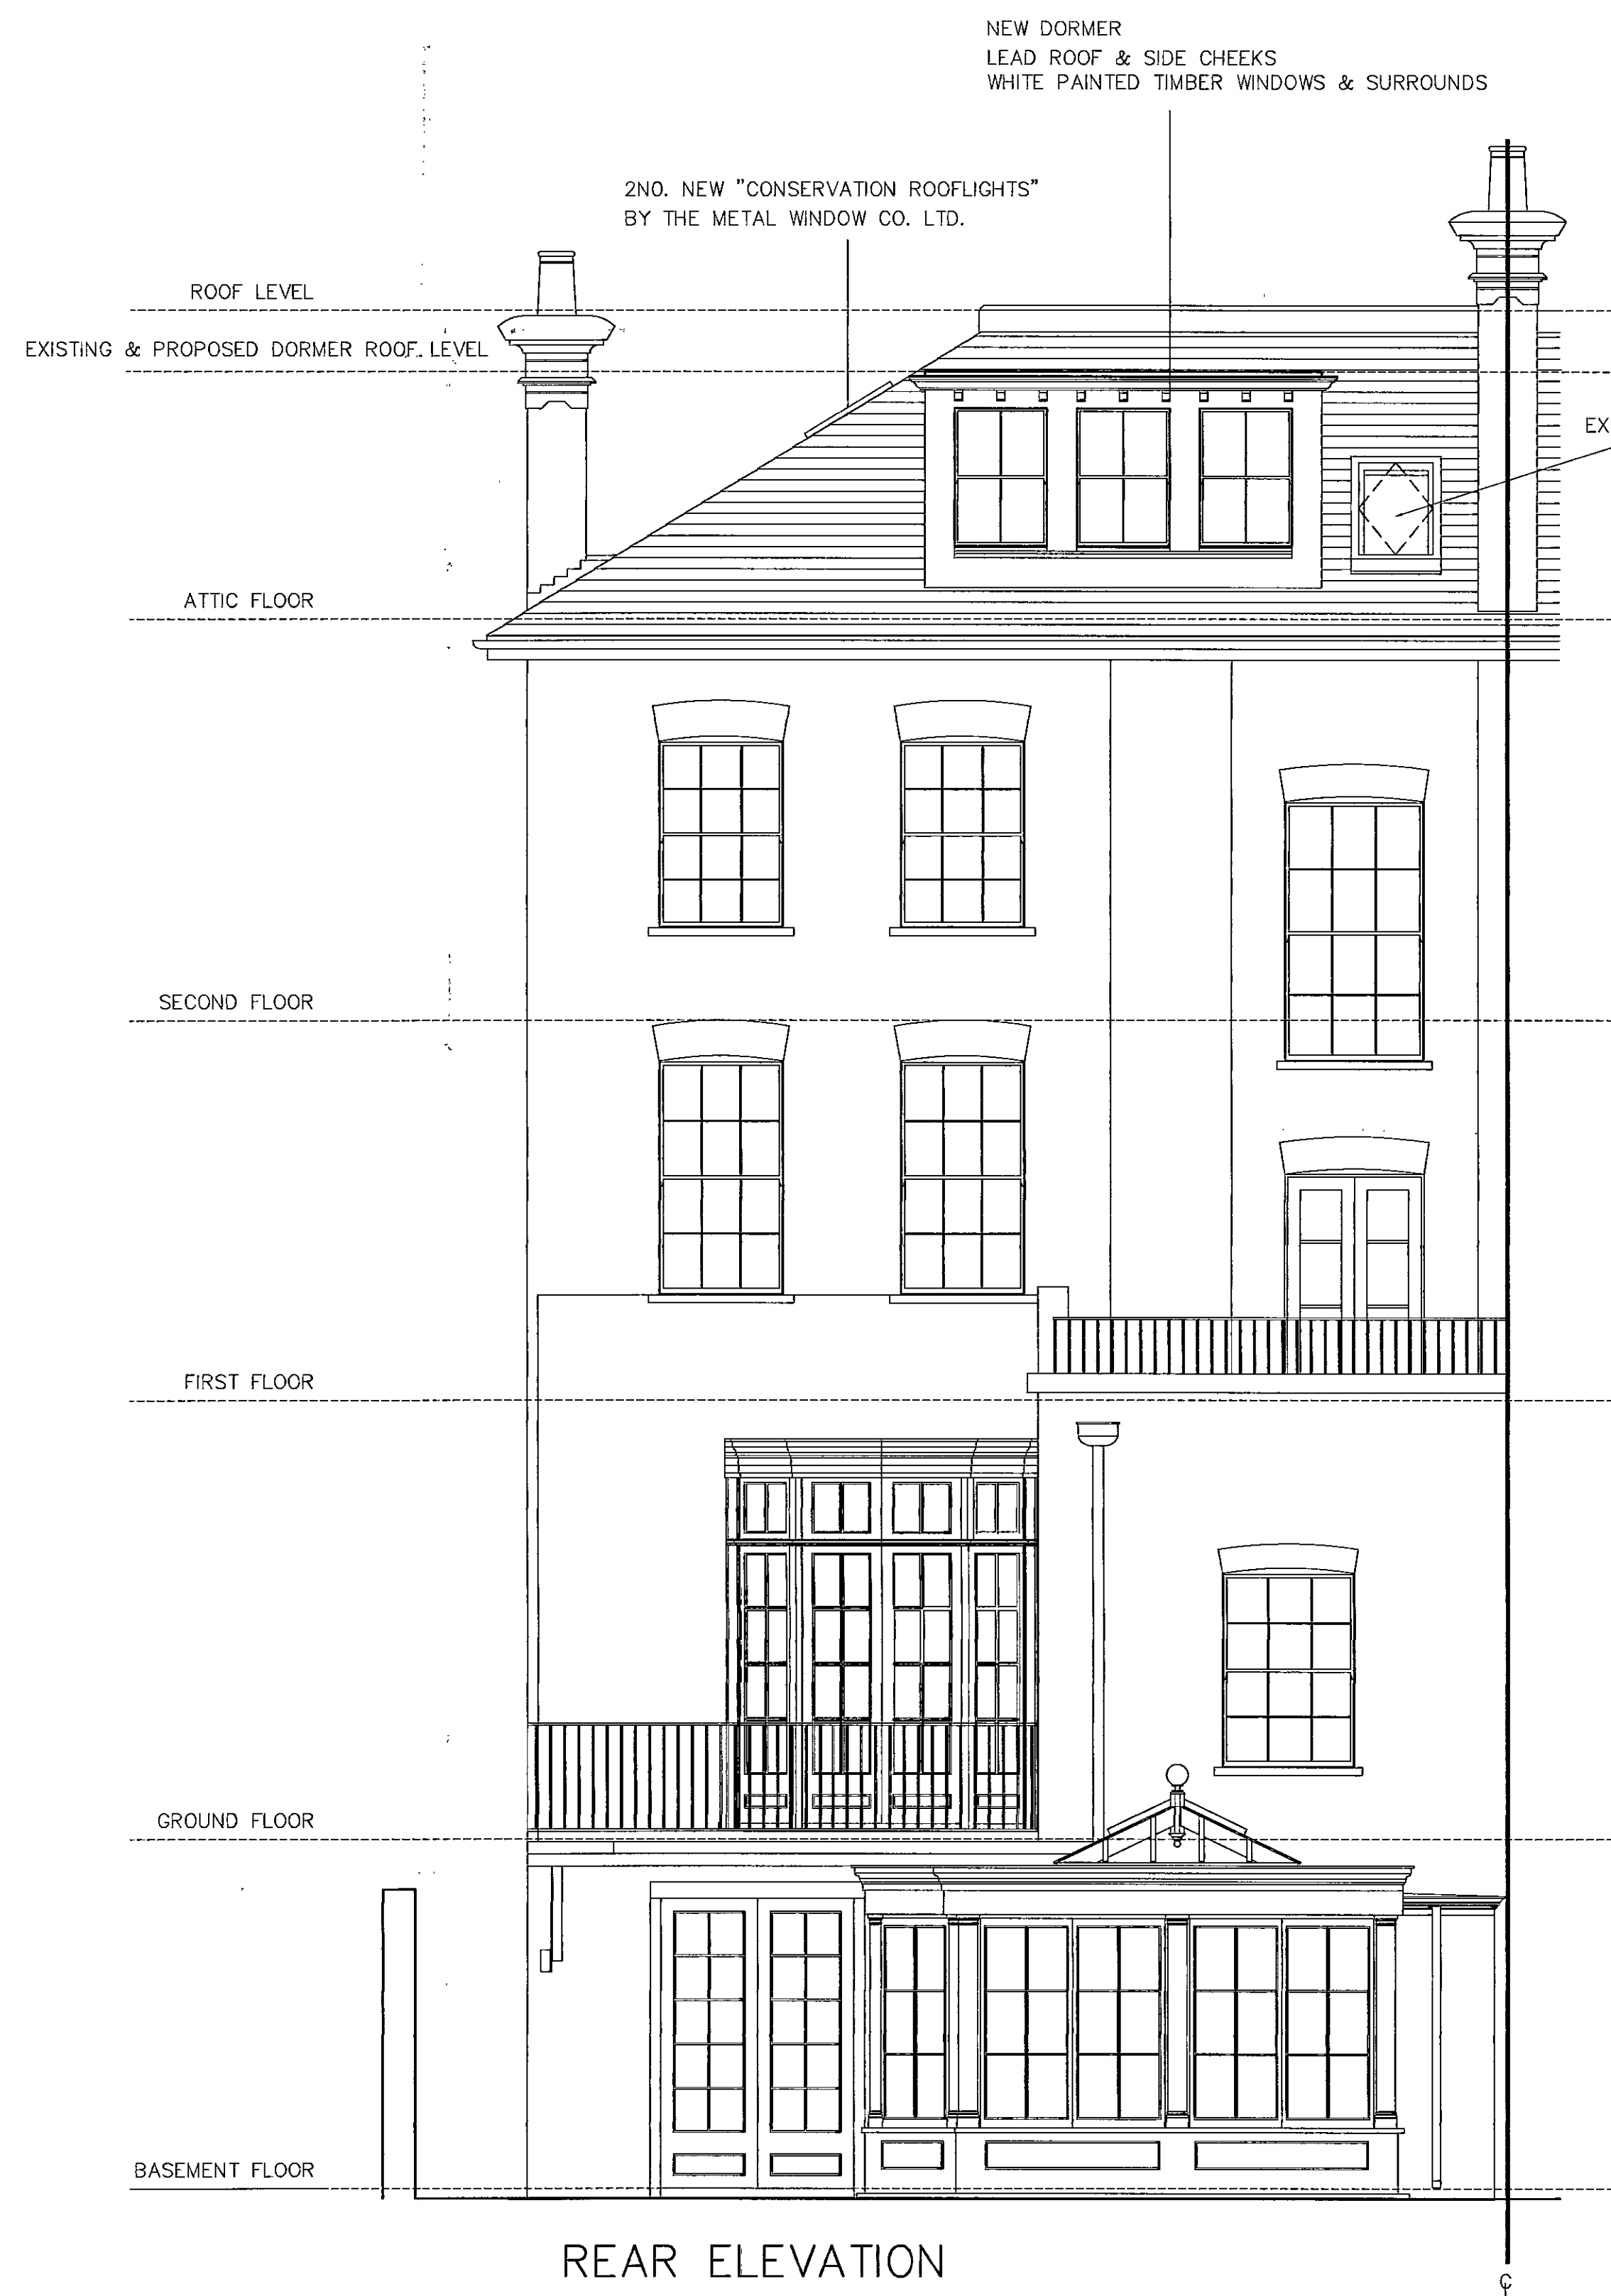 NEW DORMER
LEAD ROOF & SIDE CHEEKS
WHITE PAINTED TIMBER WINDOWS & SURROUNDS
2NO. NEW "CONSERVATION ROOFLIGHTS"
BY THE METAL WINDOW CO. LTD.
ROOF LEVEL
EXISTING & PROPOSED DORMER ROOF LEVEL
EX
ATTIC FLOOR
SECOND FLOOR
FIRST FLOOR
GROUND FLOOR
BASEMENT FLOOR
REAR ELEVATION